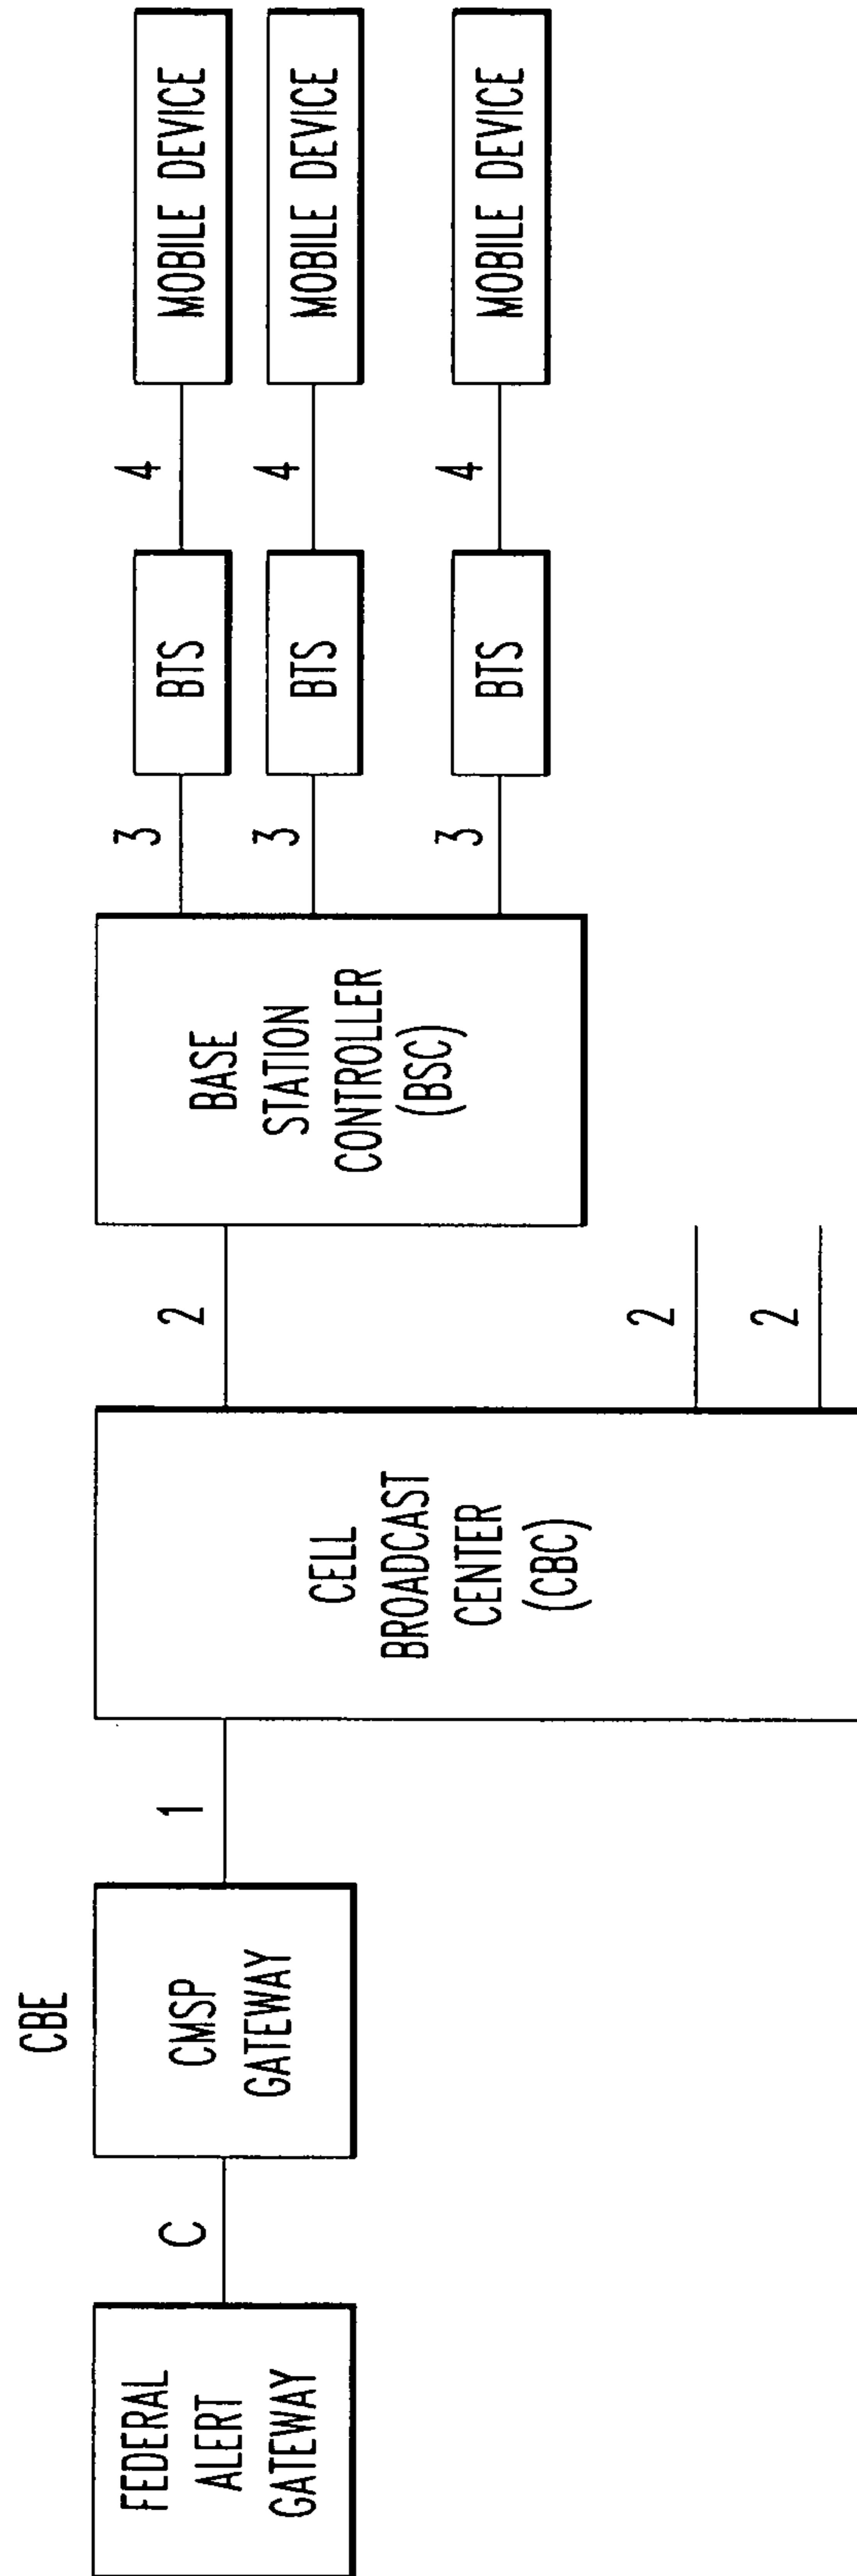 FEDERAL
ALERT
GATEWAY
C
CBE
CMSP
GATEWAY
1
CELL
BROADCAST
CENTER
(CBC)
2
2
2
BASE
STATION
CONTROLLER
(BSC)
3
3
3
BTS
BTS
BTS
4
4
4
MOBILE DEVICE
MOBILE DEVICE
MOBILE DEVICE